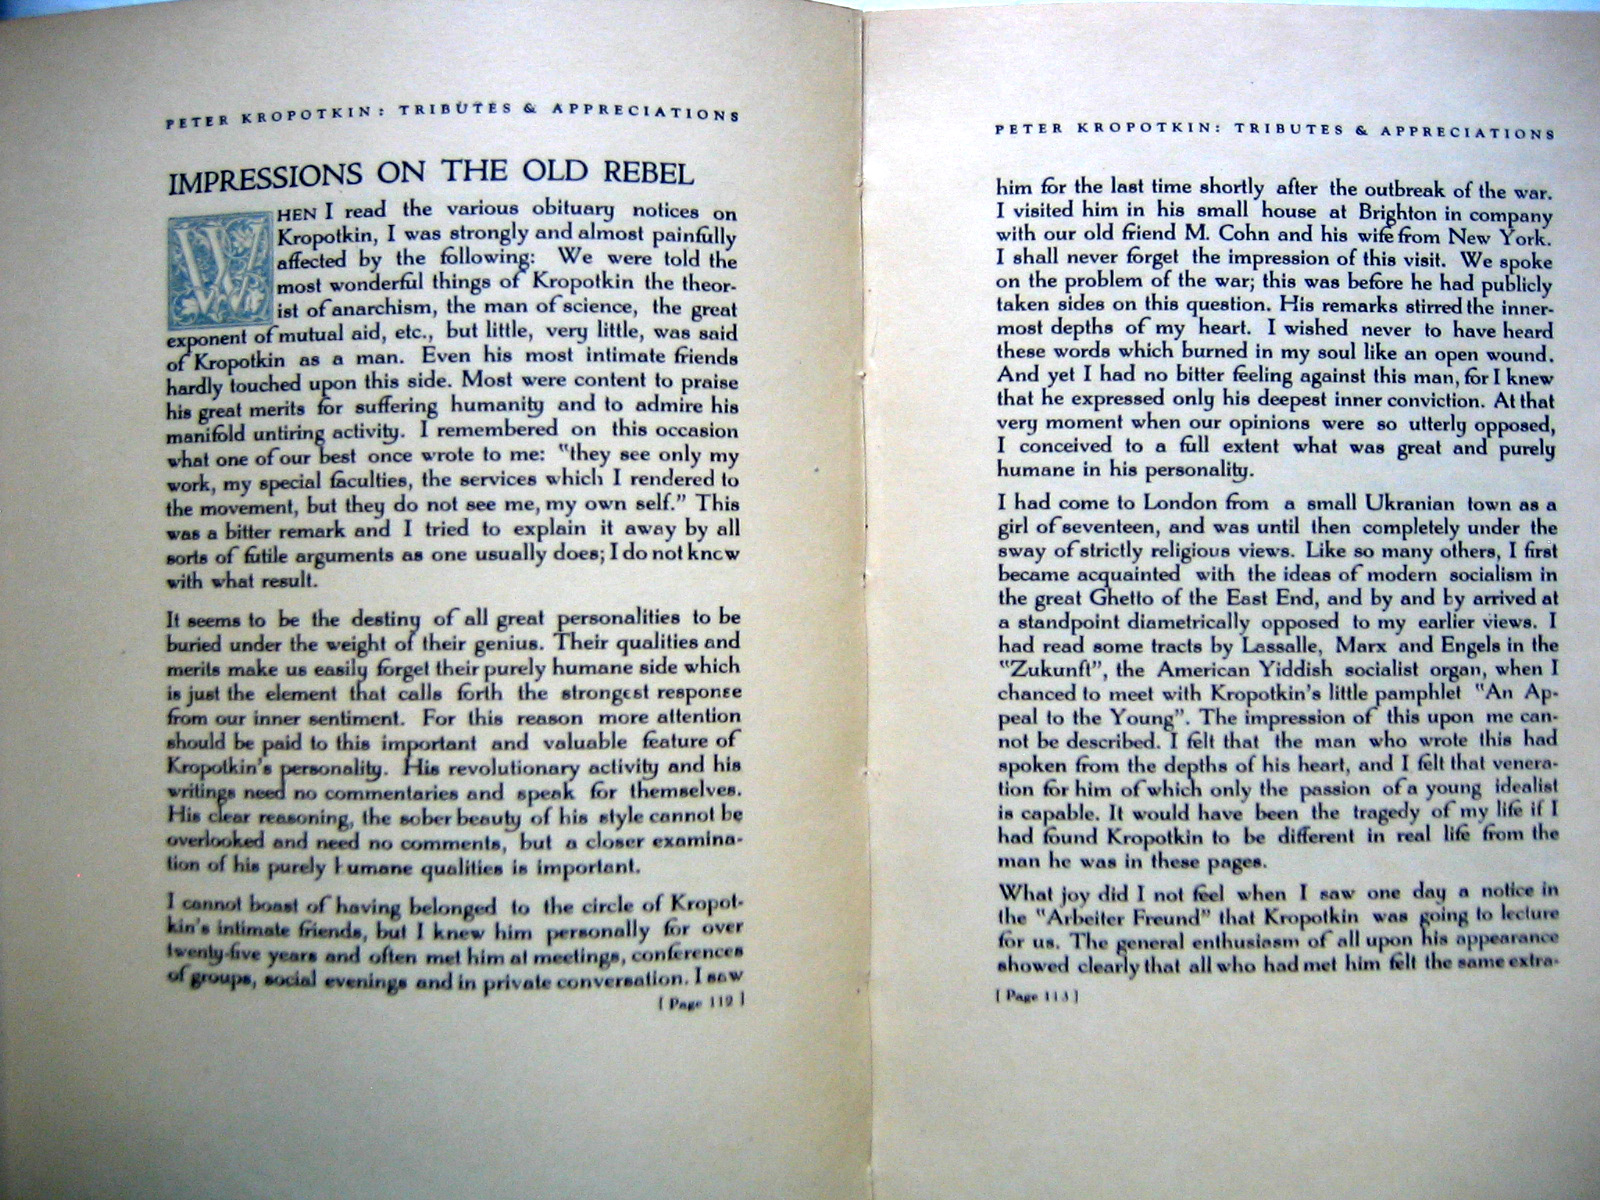 PETER KROPOTKIN: TRIBUTES & APPRECIATIONS
IMPRESSIONS ON THE OLD REBEL
WHEN I read the various obituary notices on
Kropotkin, I was strongly and almost painfully
affected by the following: We were told the
most wonderful things of Kropotkin the theor-
ist of anarchism, the man of science, the great
exponent of mutual aid, etc., but little, very little, was said
of Kropotkin as a man. Even his most intimate friends
hardly touched upon this side. Most were content to praise
his great merits for suffering humanity and to admire his
manifold untiring activity. I remembered on this occasion
what one of our best once wrote to me: "they see only my
work, my special faculties, the services which I rendered to
the movement, but they do not see me, my own self." This
was a bitter remark and I tried to explain it away by all
sorts of futile arguments as one usually does; I do not knew
with what result.
It seems to be the destiny of all great personalities to be
buried under the weight of their genius. Their qualities and
merits make us easily forget their purely humane side which
is just the element that calls forth the strongest response
from our inner sentiment. For this reason more attention
should be paid to this important and valuable feature of
Kropotkin's personality. His revolutionary activity and his
writings need no commentaries and speak for themselves.
His clear reasoning, the sober beauty of his style cannot be
overlooked and need no comments, but a closer examina-
tion of his purely humane qualities is important.
I cannot boast of having belonged to the circle of Kropot-
kin's intimate friends, but I knew him personally for over
twenty-five years and often met him at meetings, conferences
of groups, social evenings and in private conversation. I saw
[ Page 112 ]
PETER KROPOTKIN: TRIBUTES & APPRECIATIONS
him for the last time shortly after the outbreak of the war.
I visited him in his small house at Brighton in company
with our old friend M. Cohn and his wife from New York.
I shall never forget the impression of this visit. We spoke
on the problem of the war; this was before he had publicly
taken sides on this question. His remarks stirred the inner-
most depths of my heart. I wished never to have heard
these words which burned in my soul like an open wound.
And yet I had no bitter feeling against this man, for I knew
that he expressed only his deepest inner conviction. At that
very moment when our opinions were so utterly opposed,
I conceived to a full extent what was great and purely
humane in his personality.
I had come to London from a small Ukranian town as a
girl of seventeen, and was until then completely under the
sway of strictly religious views. Like so many others, I first
became acquainted with the ideas of modern socialism in
the great Ghetto of the East End, and by and by arrived at
a standpoint diametrically opposed to my earlier views. I
had read some tracts by Lassalle, Marx and Engels in the
"Zukunft", the American Yiddish socialist organ, when I
chanced to meet with Kropotkin's little pamphlet "An Ap-
peal to the Young". The impression of this upon me can-
not be described. I felt that the man who wrote this had
spoken from the depths of his heart, and I felt that venera-
tion for him of which only the passion of a young idealist
is capable. It would have been the tragedy of my life if I
had found Kropotkin to be different in real life from the
man he was in these pages.
What joy did I not feel when I saw one day a notice in
the "Arbeiter Freund" that Kropotkin was going to lecture
for us. The general enthusiasm of all upon his appearance
showed clearly that all who had met him felt the same extra-
[ Page 113 ]